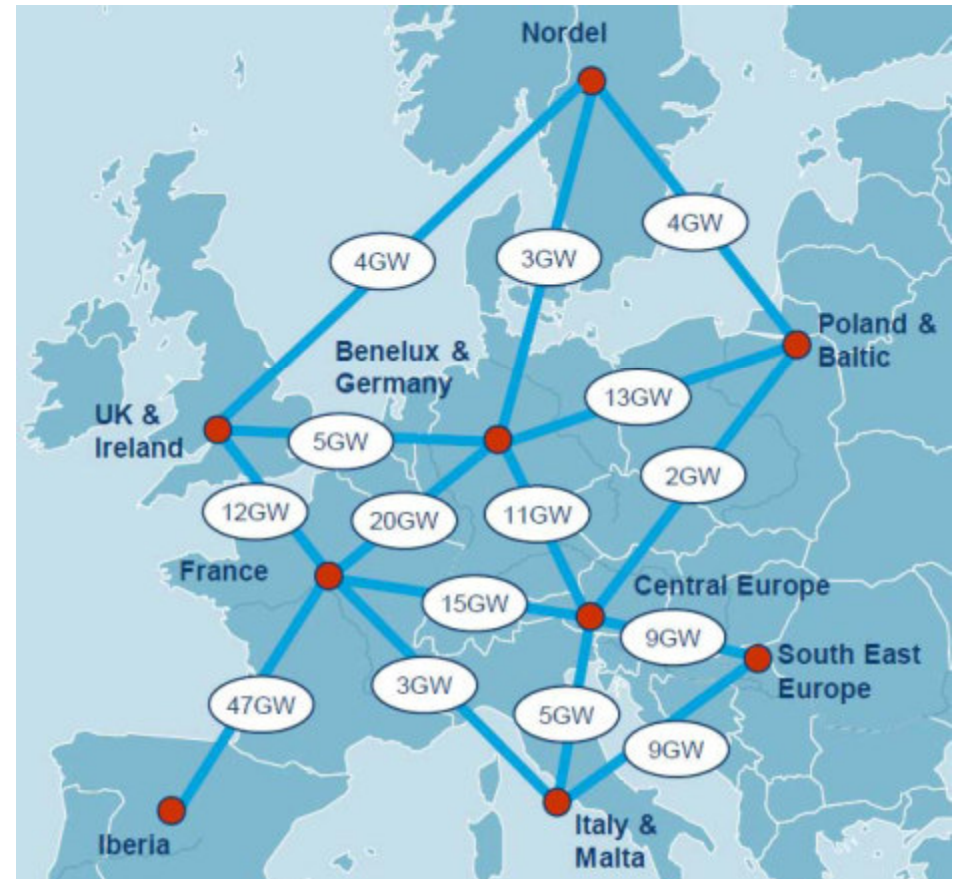 Nordel
4GW
4GW
3GW
Poland &
Baltic
Benelux &
Germany
13GW
UK &
Ireland
5GW
2GW
12GW
20GW
11GW
France
Central Europe
15GW
9GW
South East
Europe
3GW
47GW
5GW
9GW
Iberia
Italy &
Malta